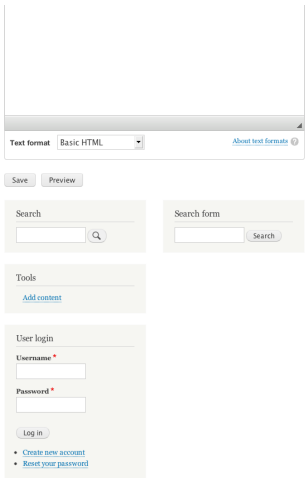 Text format Basic HTML About text formats ?
Save Preview
Search
Search form
Search
Tools
Add content
User login
Username *
Password *
Log in
• Create new account
• Reset your password